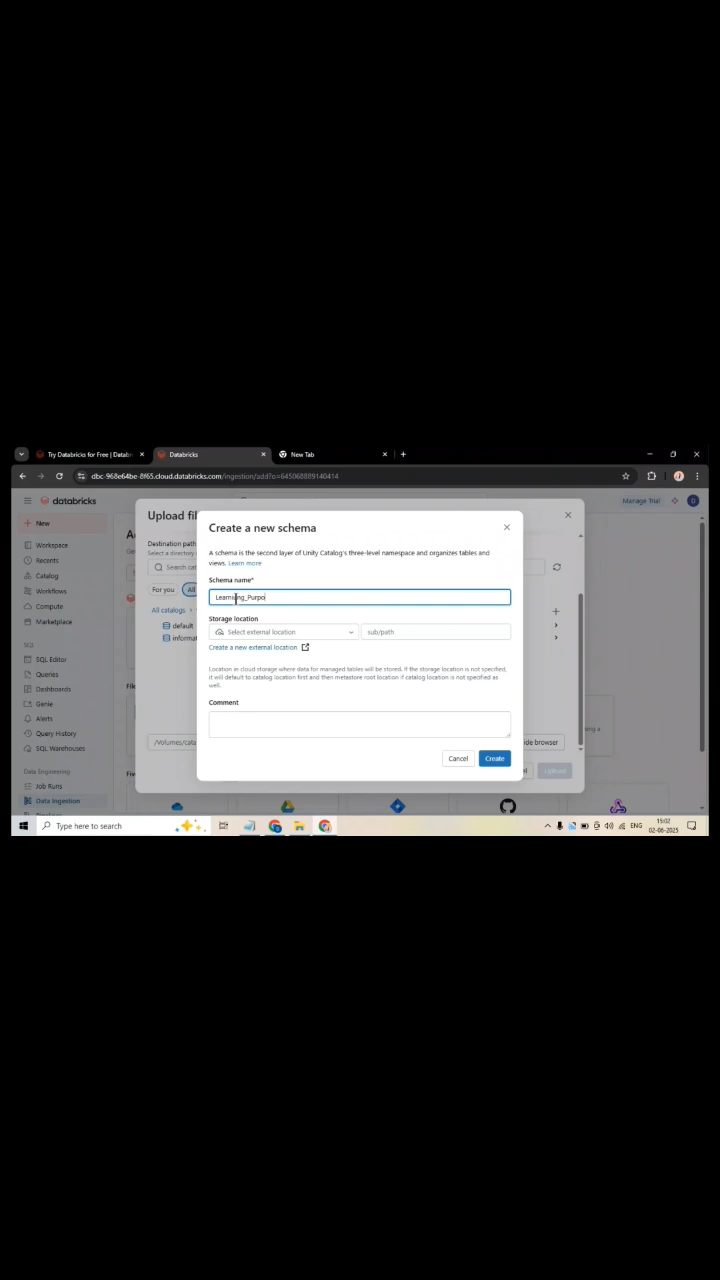 Try Databricks for Free | Datab
Databricks
New Tab
dbc-968e64be-8f65.cloud.databricks.com/ingestion/add?o=645068889140414
databricks
Manage Trial
D
New
Workspace
Recents
Catalog
Workflows
Compute
Marketplace
SQL
SQL Editor
Queries
Dashboards
Genie
Alerts
Query History
SQL Warehouses
Data Engineering
Job Runs
Data Ingestion
Upload fil
Destination path
Select a directory
Search cat
For you
All
All catalogs
default
informat
/Volumes/cata
ide browser
Upload
File
Create a new schema
A schema is the second layer of Unity Catalog's three-level namespace and organizes tables and
views. Learn more
Schema name*
Learning_Purpo
Storage location
Select external location
sub/path
Create a new external location
Location in cloud storage where data for managed tables will be stored. If the storage location is not specified,
it will default to catalog location first and then metastore root location if catalog location is not specified as
well.
Comment
Cancel
Create
Type here to search
ENG
15:02
02-06-2025